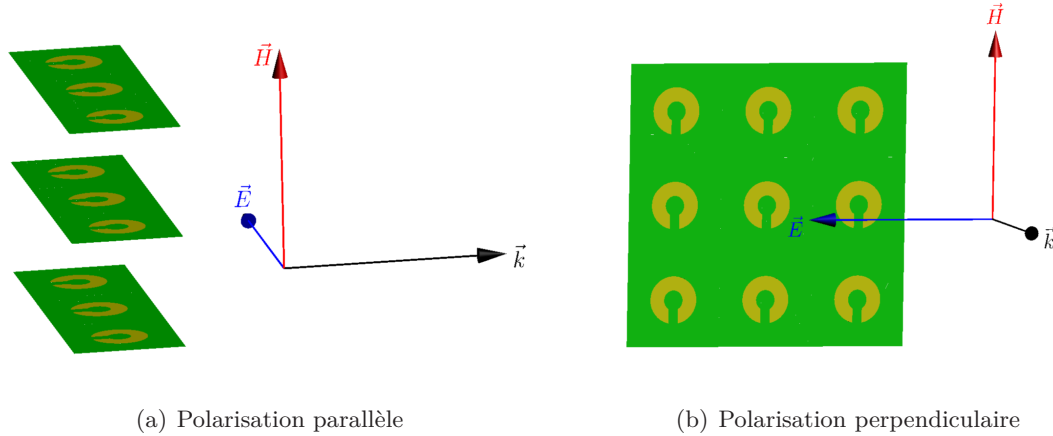 H⃗
E⃗
k⃗
H⃗
E⃗
k⃗
(a) Polarisation parallèle
(b) Polarisation perpendiculaire